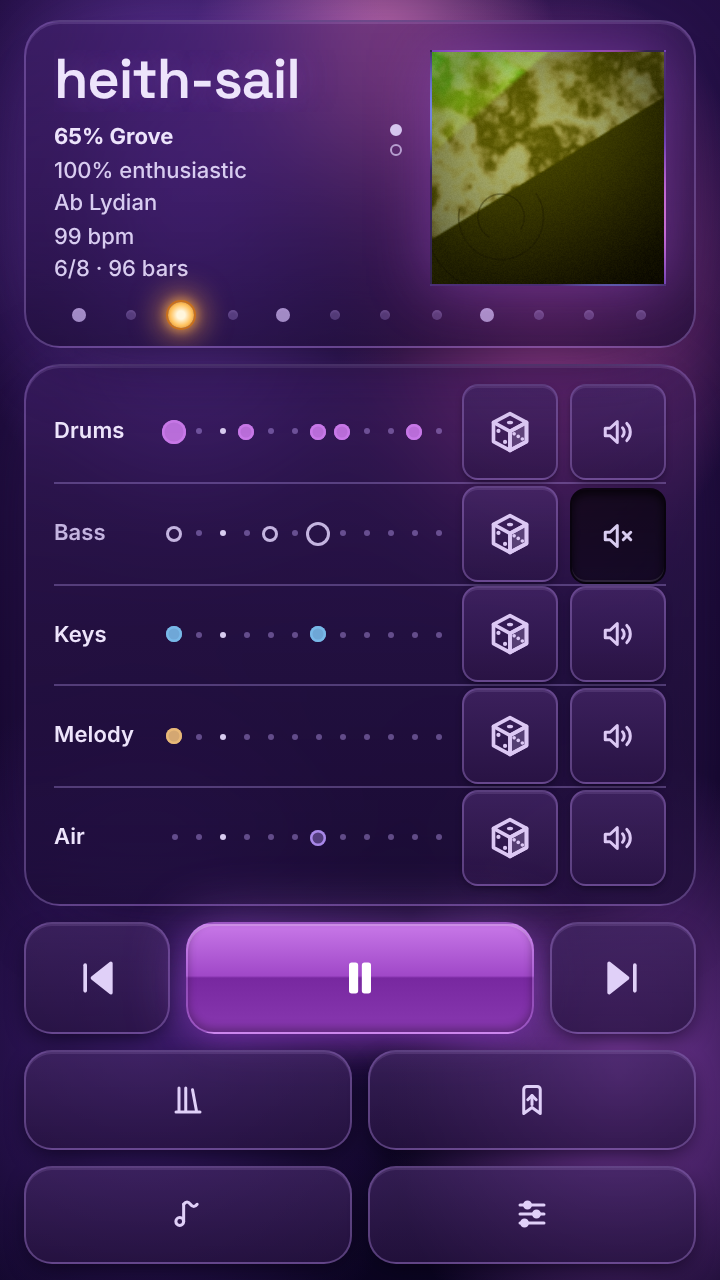 heith-sail
65% Grove
100% enthusiastic
Ab Lydian
99 bpm
6/8 · 96 bars
Drums
Bass
Keys
Melody
Air